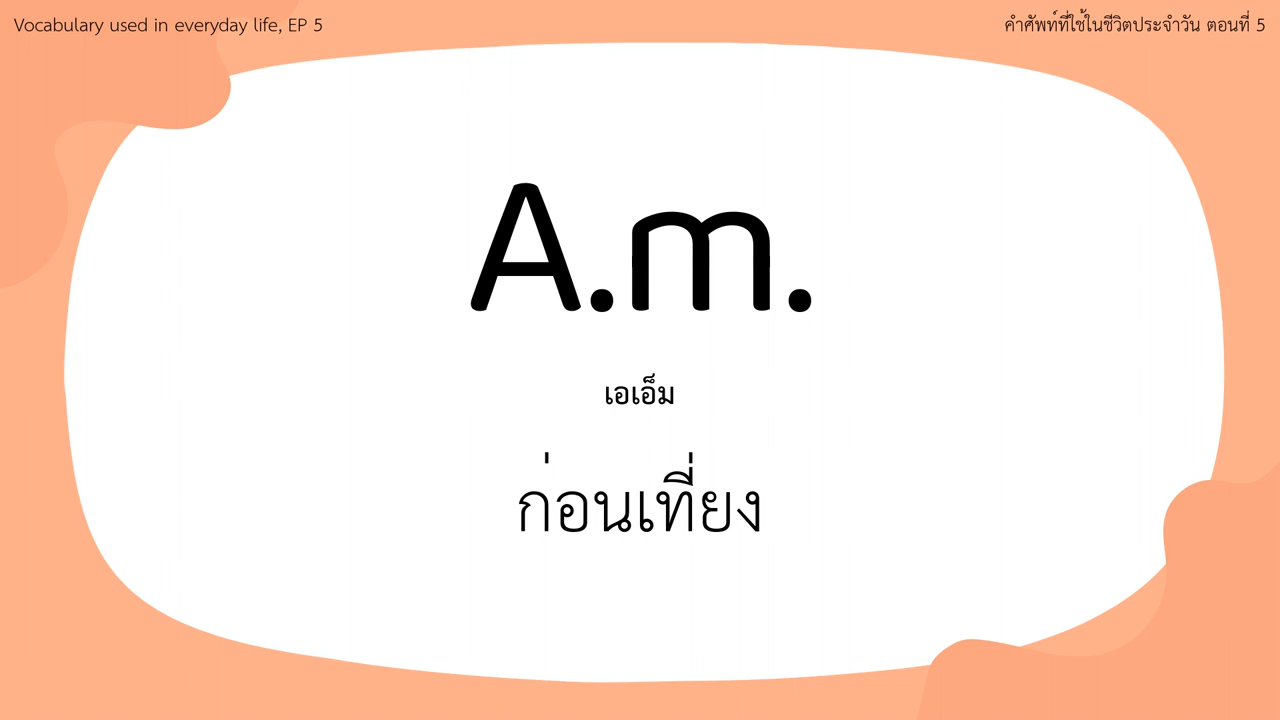 Vocabulary used in everyday life, EP 5
คำศัพท์ที่ใช้ในชีวิตประจำวัน ตอนที่ 5
A.m.
เอเอ็ม
ก่อนเที่ยง